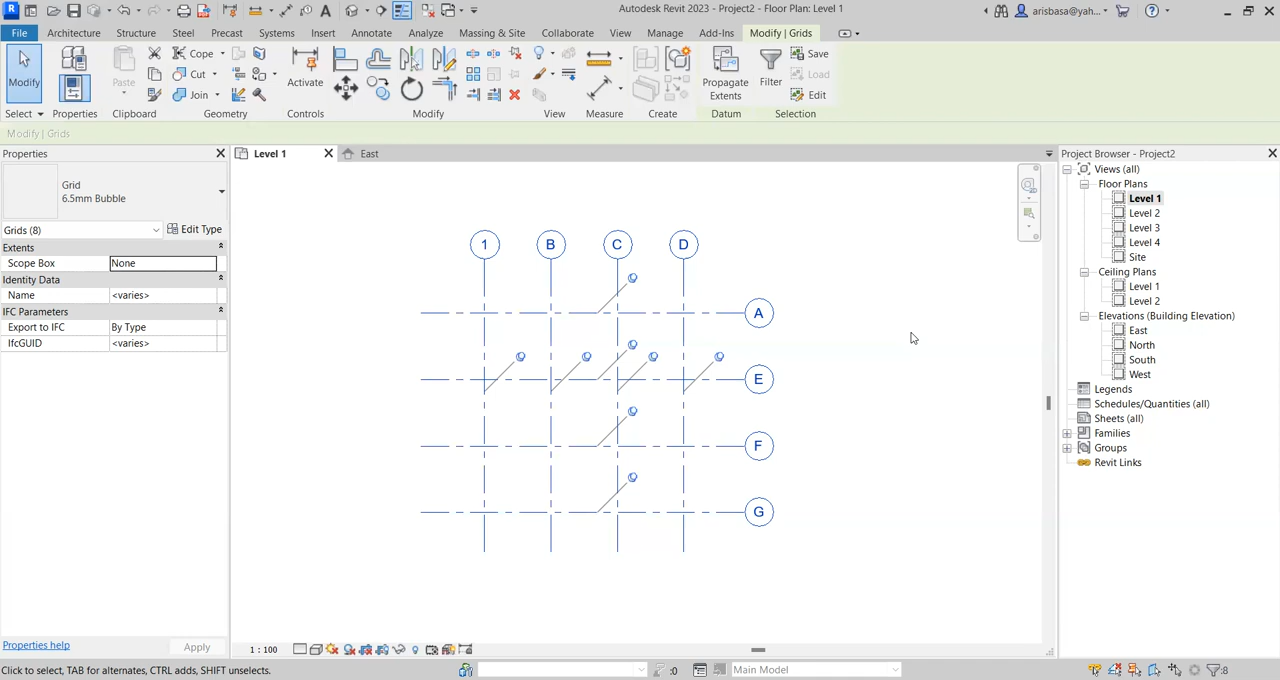 Autodesk Revit 2023 - Project2 - Floor Plan: Level 1
arisbasa@yah...
File Architecture Structure Steel Precast Systems Insert Annotate Analyze Massing & Site Collaborate View Manage Add-Ins Modify | Grids
Modify
Paste
Cope
Cut
Join
Activate
Propagate
Extents
Filter
Save
Load
Edit
Select Properties Clipboard Geometry Controls Modify View Measure Create Datum Selection
Modify | Grids
Properties
Grid
6.5mm Bubble
Grids (8)
Edit Type
Extents
Scope Box None
Identity Data
Name <varies>
IFC Parameters
Export to IFC By Type
IfcGUID <varies>
Properties help
Apply
Level 1
East
1 B C D
A
E
F
G
1 : 100
Project Browser - Project2
Views (all)
Floor Plans
Level 1
Level 2
Level 3
Level 4
Site
Ceiling Plans
Level 1
Level 2
Elevations (Building Elevation)
East
North
South
West
Legends
Schedules/Quantities (all)
Sheets (all)
Families
Groups
Revit Links
Click to select, TAB for alternates, CTRL adds, SHIFT unselects.
:0
Main Model
:8